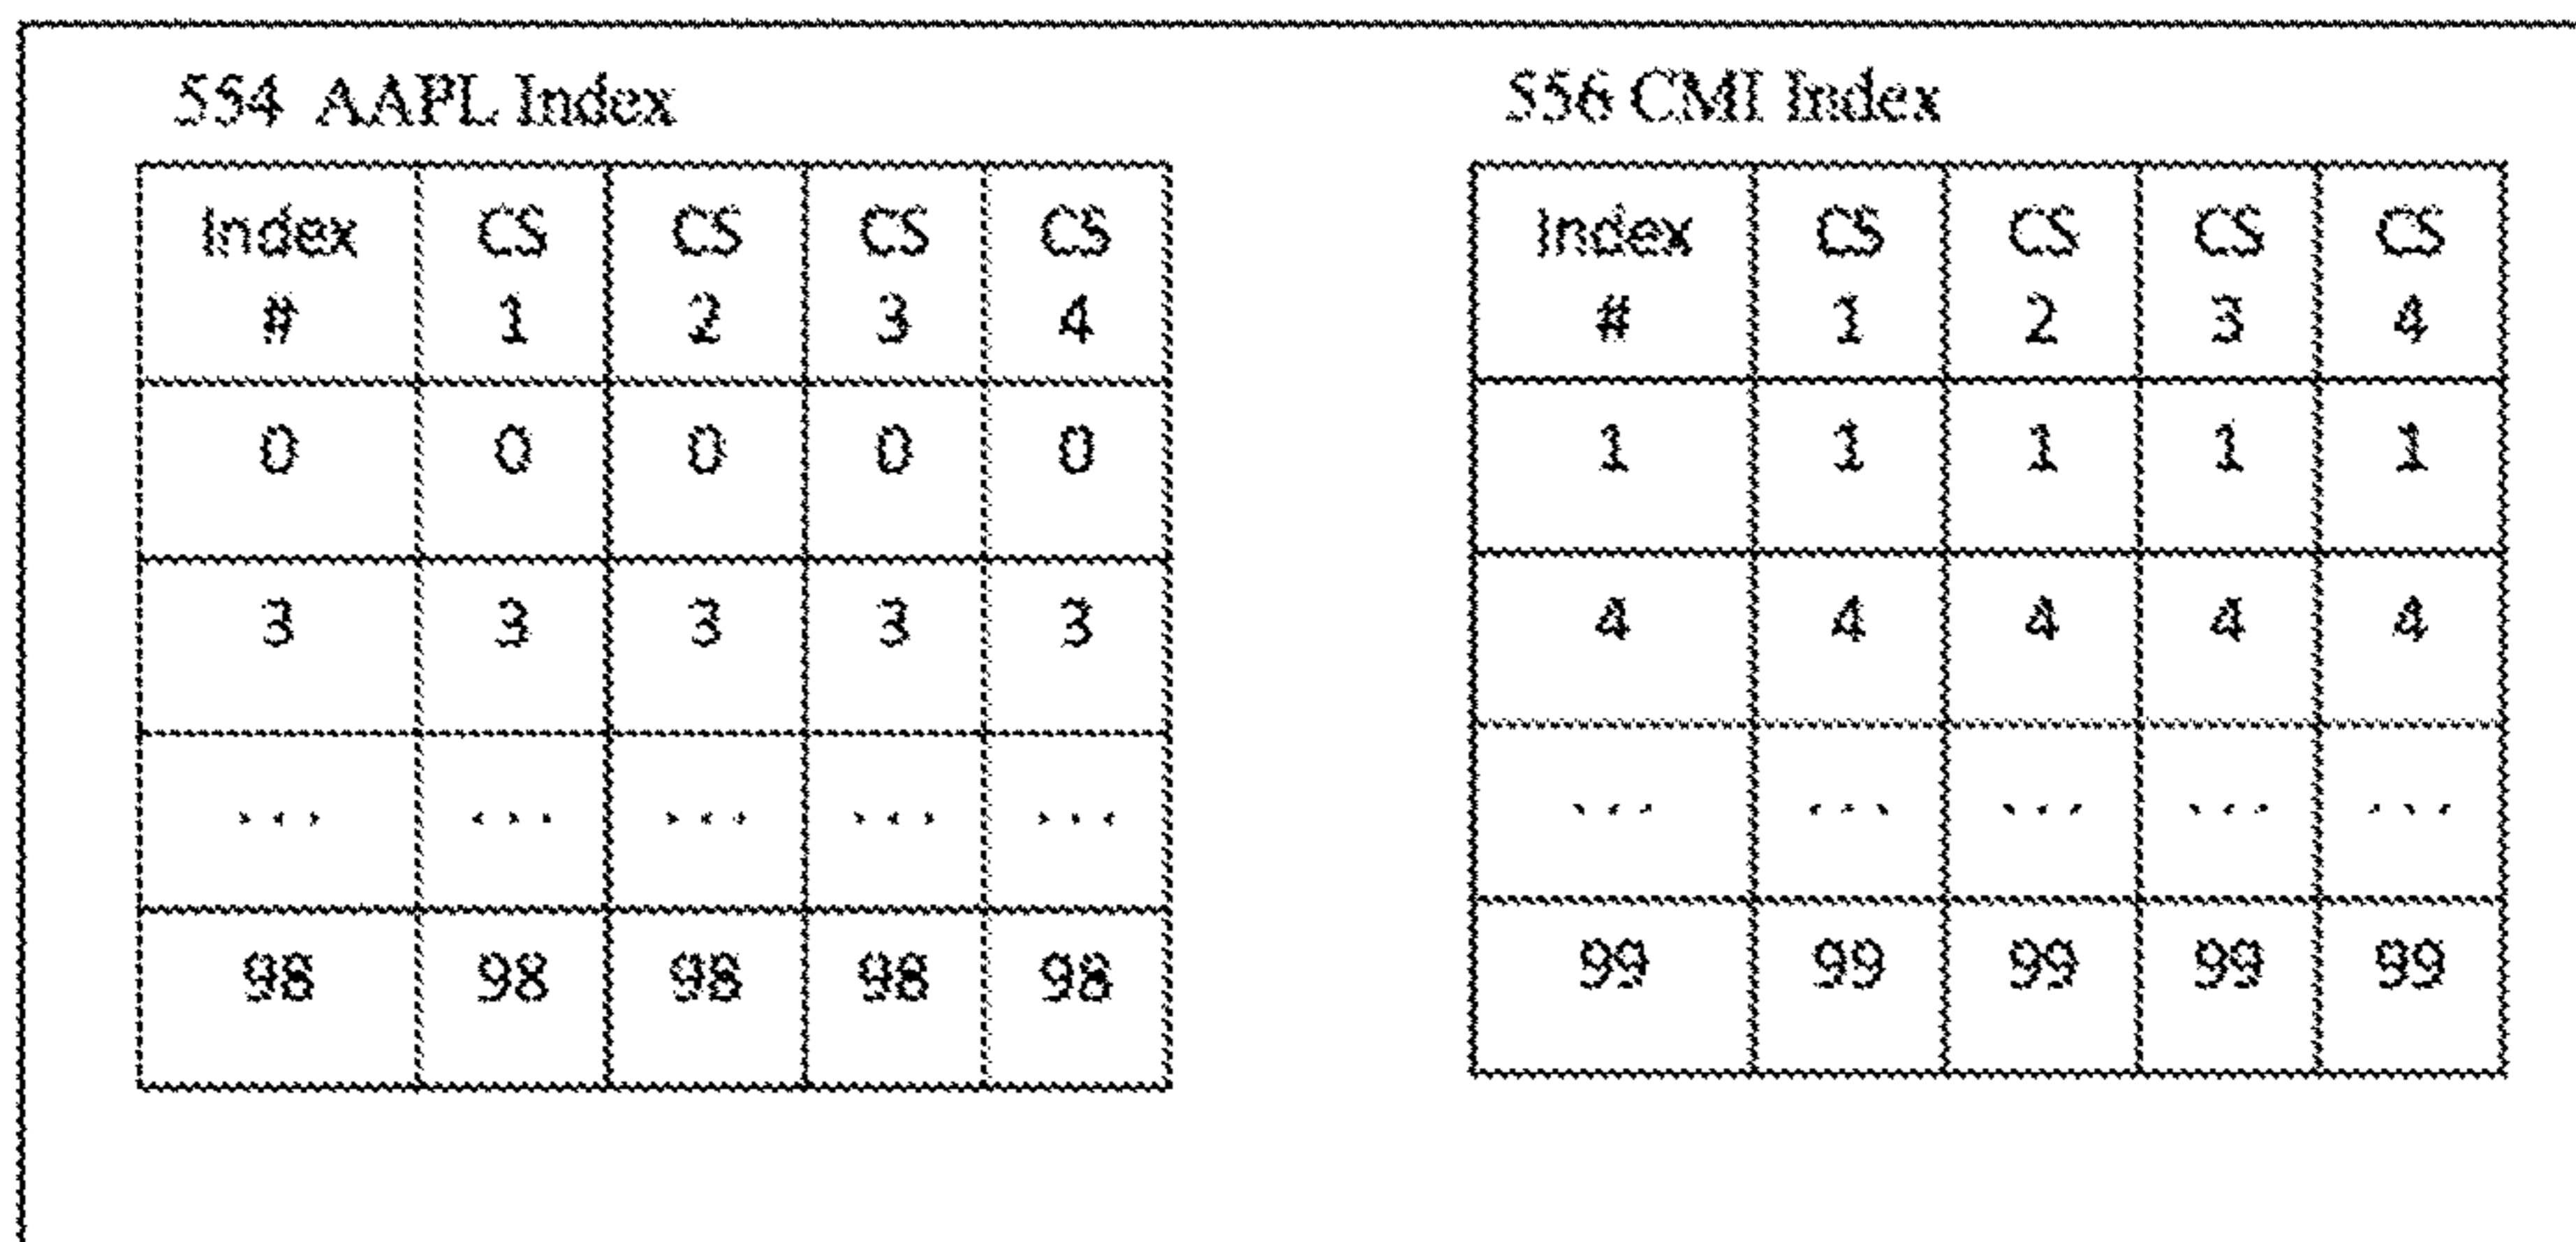 554 AAPL Index
Index # CS 1 CS 2 CS 3 CS 4
0 0 0 0 0
3 3 3 3 3
... ... ... ... ...
98 98 98 98 98
556 CMI Index
Index # CS 1 CS 2 CS 3 CS 4
1 1 1 1 1
4 4 4 4 4
... ... ... ... ...
99 99 99 99 99